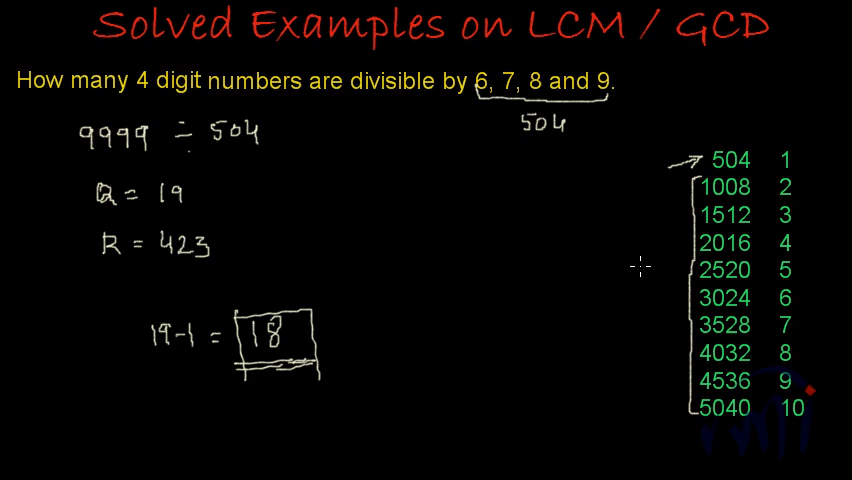 Solved Examples on LCM / GCD
How many 4 digit numbers are divisible by 6, 7, 8 and 9.
504
9999 ÷ 504
Q = 19
R = 423
19-1 = 18
504 1
1008 2
1512 3
2016 4
2520 5
3024 6
3528 7
4032 8
4536 9
5040 10